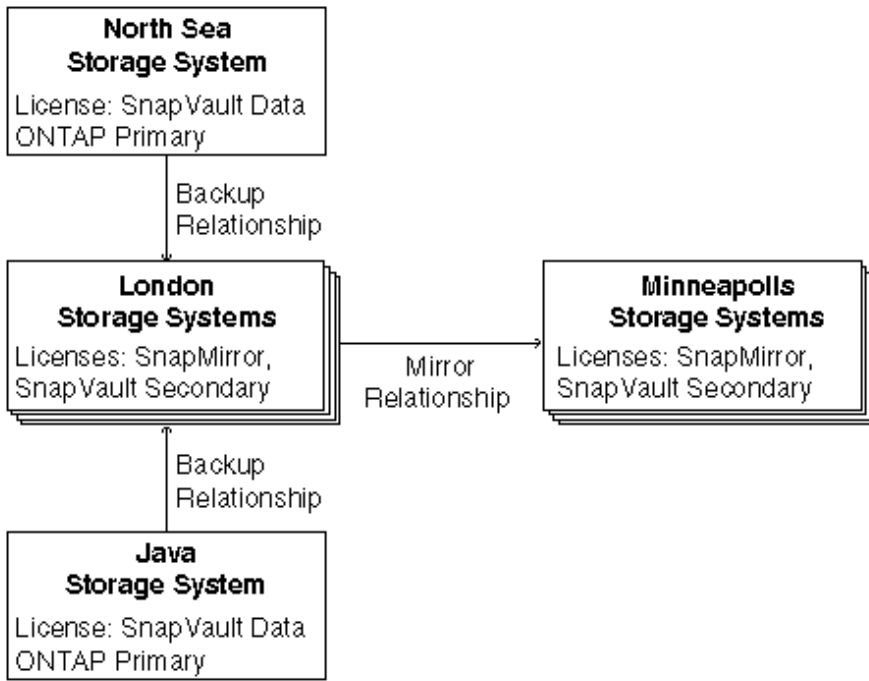 North Sea
Storage System
License: SnapVault Data
ONTAP Primary
Backup
Relationship
London
Storage Systems
Licenses: SnapMirror,
SnapVault Secondary
Mirror
Relationship
Minneapolls
Storage Systems
Licenses: SnapMirror,
SnapVault Secondary
Backup
Relationship
Java
Storage System
License: SnapVault Data
ONTAP Primary